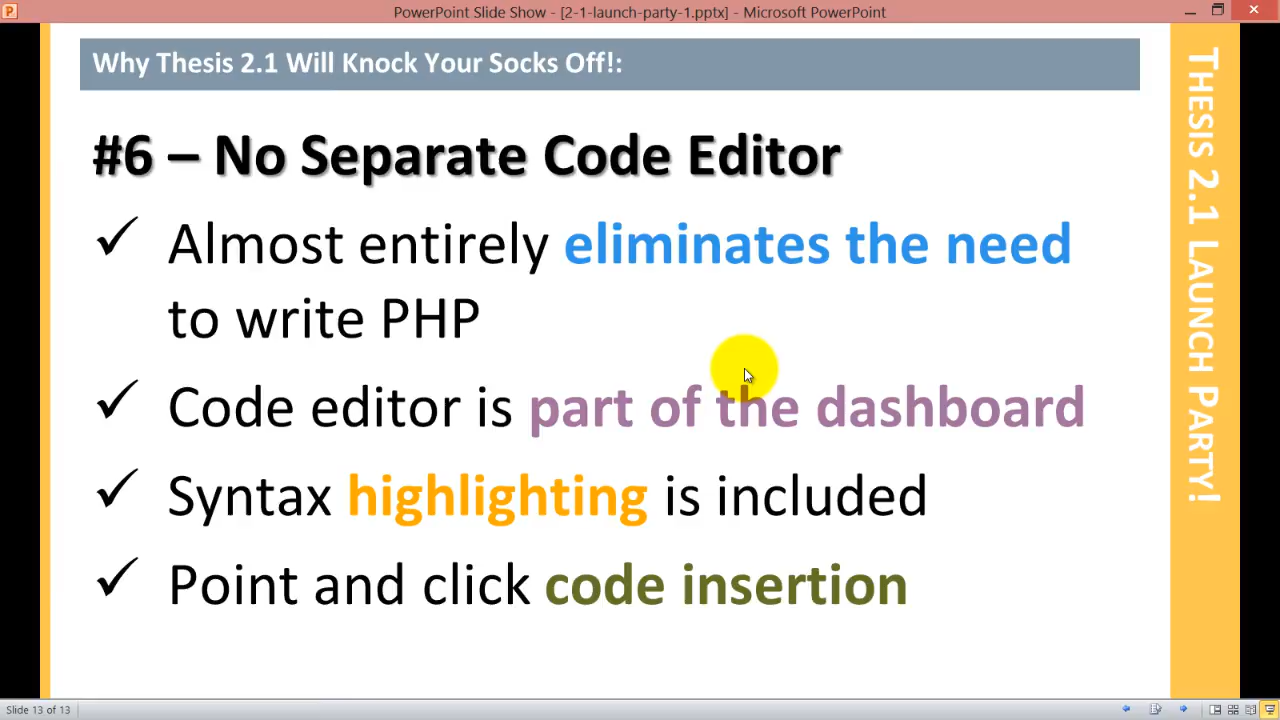 PowerPoint Slide Show - [2-1-launch-party-1.pptx] - Microsoft PowerPoint
Why Thesis 2.1 Will Knock Your Socks Off!:
#6 – No Separate Code Editor
✓ Almost entirely eliminates the need
to write PHP
✓ Code editor is part of the dashboard
✓ Syntax highlighting is included
✓ Point and click code insertion
THESIS 2.1 LAUNCH PARTY!
Slide 13 of 13